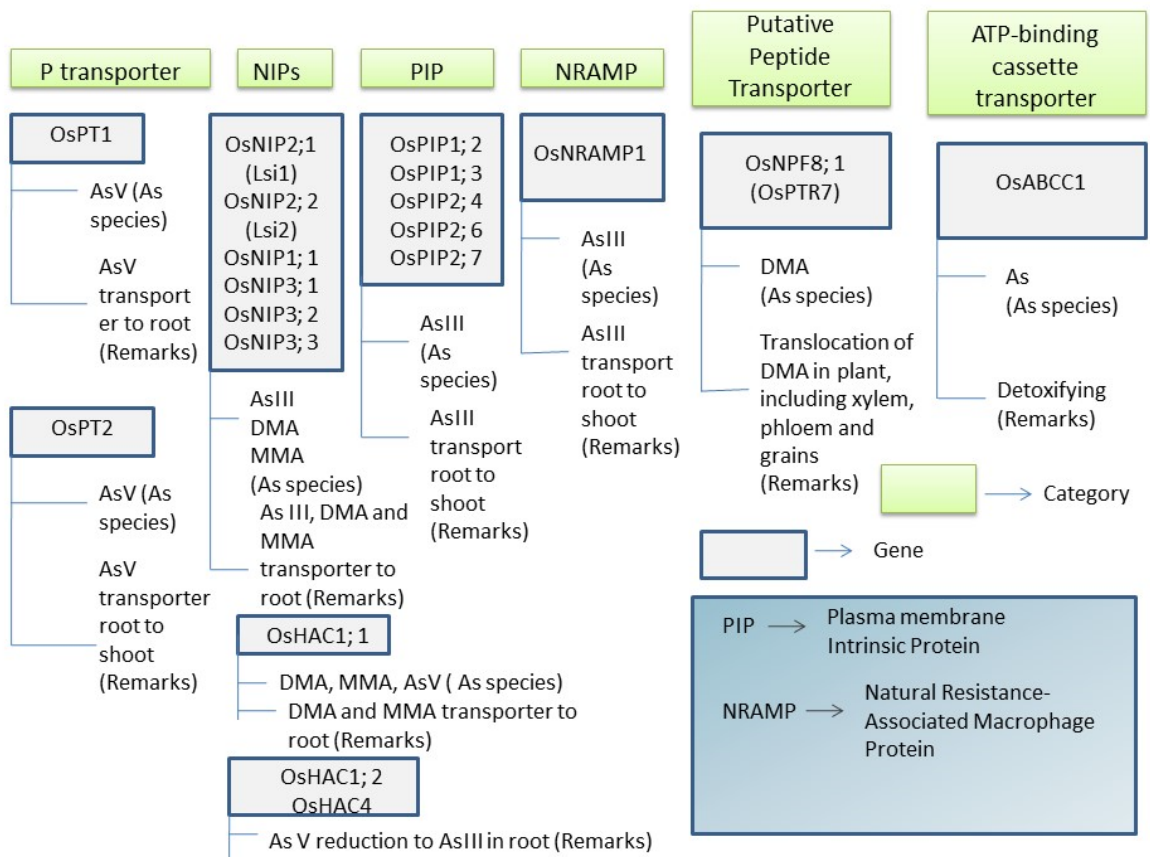 P transporter
OsPT1
AsV (As
species)
AsV
transport
er to root
(Remarks)
OsPT2
AsV (As
species)
AsV
transporter
root to
shoot
(Remarks)
NIPs
OsNIP2;1
(Lsi1)
OsNIP2; 2
(Lsi2)
OsNIP1; 1
OsNIP3; 1
OsNIP3; 2
OsNIP3; 3
AsIII
DMA
MMA
(As species)
As III, DMA and
MMA
transporter to
root (Remarks)
OsHAC1; 1
DMA, MMA, AsV ( As species)
DMA and MMA transporter to
root (Remarks)
OsHAC1; 2
OsHAC4
As V reduction to AsIII in root (Remarks)
PIP
OsPIP1; 2
OsPIP1; 3
OsPIP2; 4
OsPIP2; 6
OsPIP2; 7
AsIII
(As
species)
AsIII
transport
root to
shoot
(Remarks)
NRAMP
OsNRAMP1
AsIII
(As
species)
AsIII
transport
root to
shoot
(Remarks)
Putative
Peptide
Transporter
OsNPF8; 1
(OsPTR7)
DMA
(As species)
Translocation of
DMA in plant,
including xylem,
phloem and
grains
(Remarks)
ATP-binding
cassette
transporter
OsABCC1
As
(As species)
Detoxifying
(Remarks)
Category
Gene
PIP
Plasma membrane
Intrinsic Protein
NRAMP
Natural Resistance-
Associated Macrophage
Protein